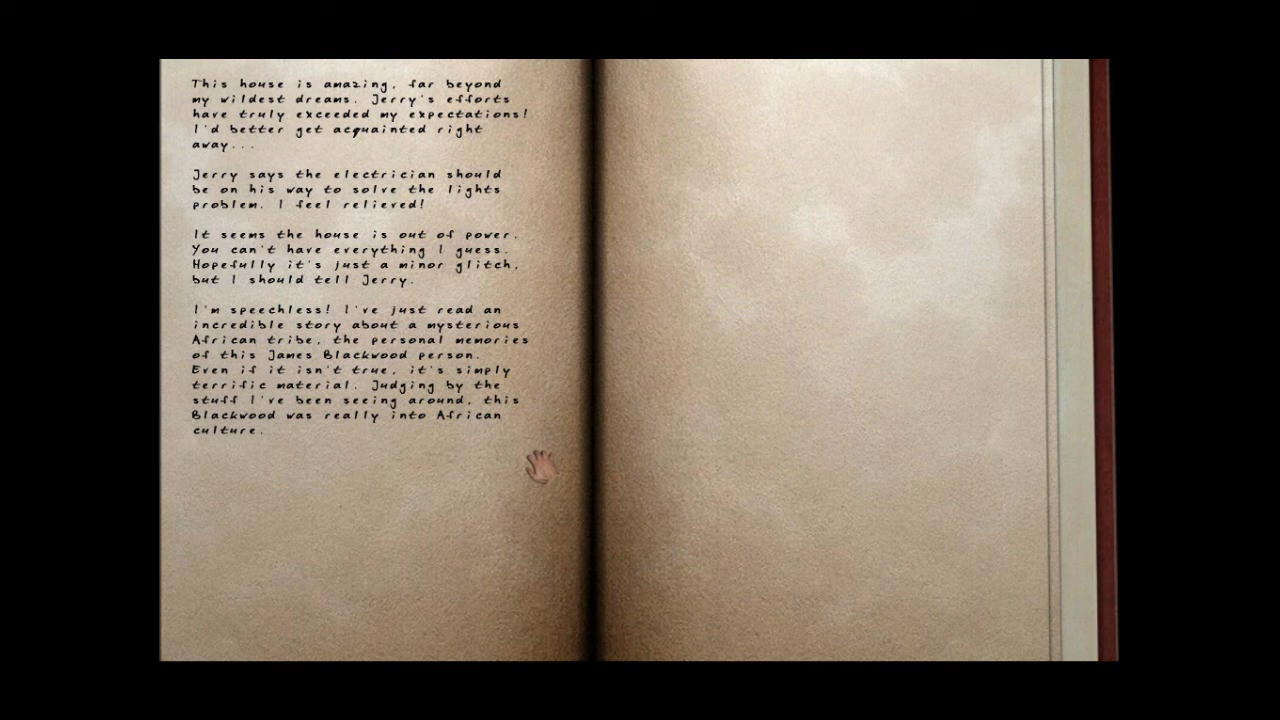 This house is amazing, far beyond
my wildest dreams. Jerry's efforts
have truly exceeded my expectations!
I'd better get acquainted right
away...
Jerry says the electrician should
be on his way to solve the lights
problem. I feel relieved!
It seems the house is out of power.
You can't have everything I guess.
Hopefully it's just a minor glitch,
but I should tell Jerry.
I'm speechless! I've just read an
incredible story about a mysterious
African tribe, the personal memories
of this James Blackwood person.
Even if it isn't true, it's simply
terrific material. Judging by the
stuff I've been seeing around, this
Blackwood was really into African
culture.